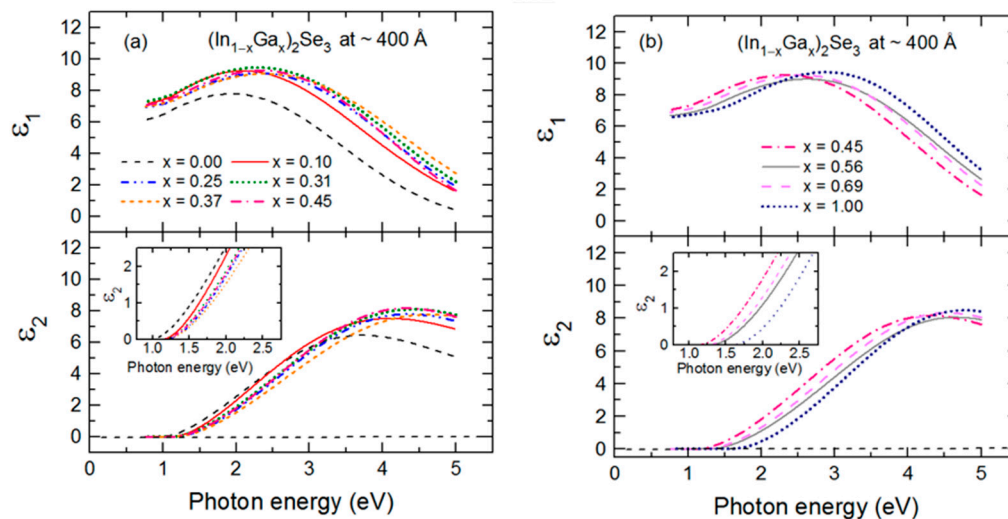 (a) (In1−xGax)2Se3 at ~ 400 Å
12
10
8
6
4
2
0
ε1
x = 0.00 x = 0.10
x = 0.25 x = 0.31
x = 0.37 x = 0.45
12
10
8
6
4
2
0
ε2
2
1
0
ε2
1.0 1.5 2.0 2.5
Photon energy (eV)
0 1 2 3 4 5
Photon energy (eV)
(b) (In1−xGax)2Se3 at ~ 400 Å
12
10
8
6
4
2
0
ε1
x = 0.45
x = 0.56
x = 0.69
x = 1.00
12
10
8
6
4
2
0
ε2
2
1
0
ε2
1.0 1.5 2.0 2.5
Photon energy (eV)
0 1 2 3 4 5
Photon energy (eV)